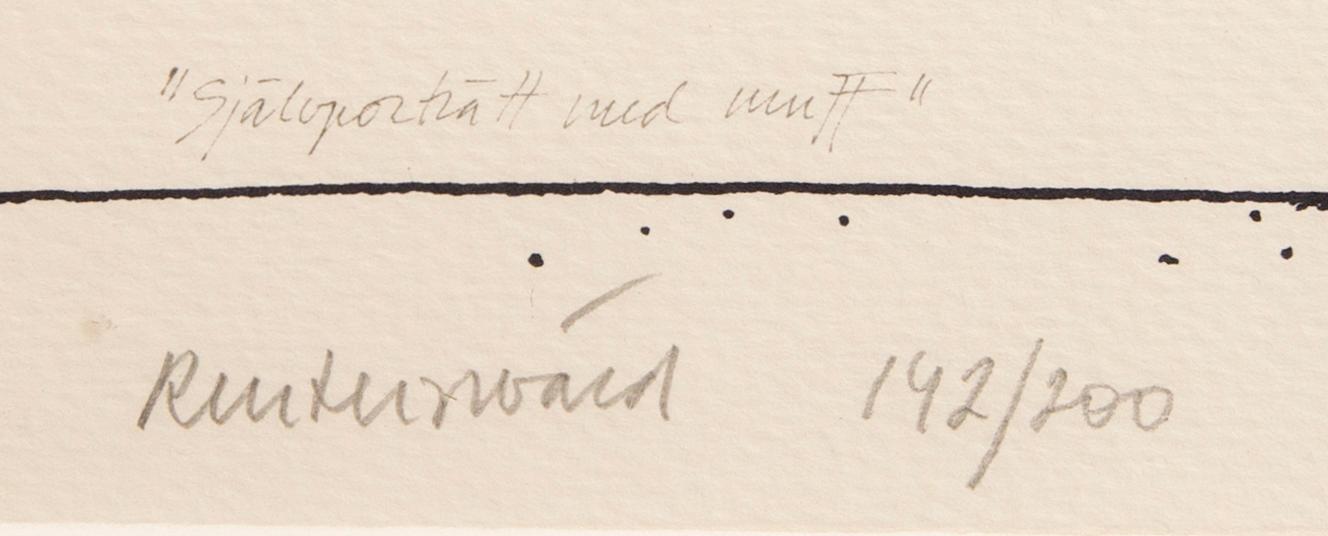 "Självporträtt med muff"
Reuterswärd 142/200